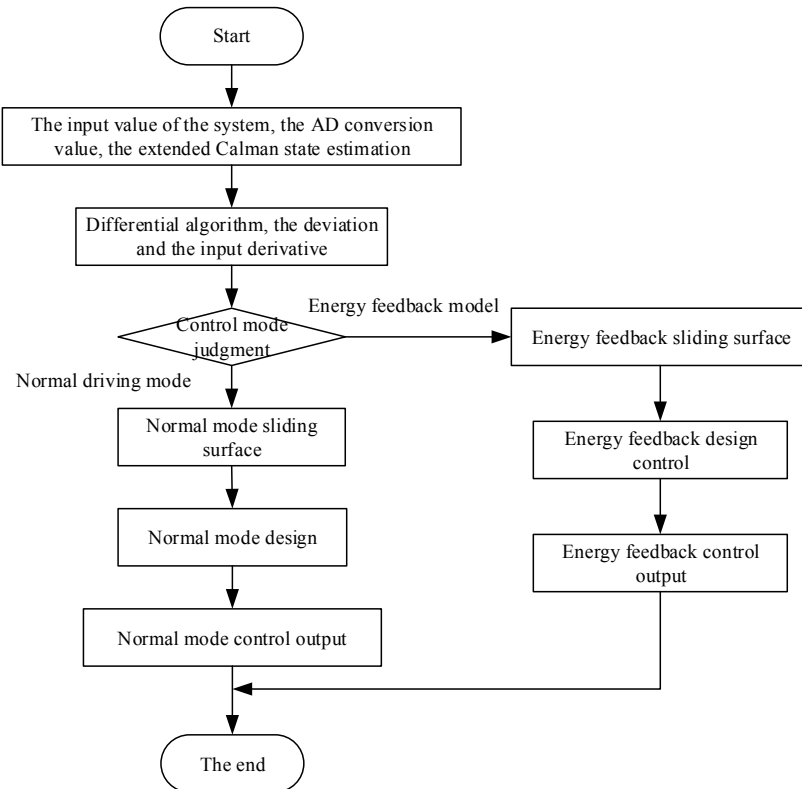 Start
The input value of the system, the AD conversion
value, the extended Calman state estimation
Differential algorithm, the deviation
and the input derivative
Control mode
judgment
Energy feedback model
Energy feedback sliding surface
Normal driving mode
Normal mode sliding
surface
Energy feedback design
control
Normal mode design
Energy feedback control
output
Normal mode control output
The end